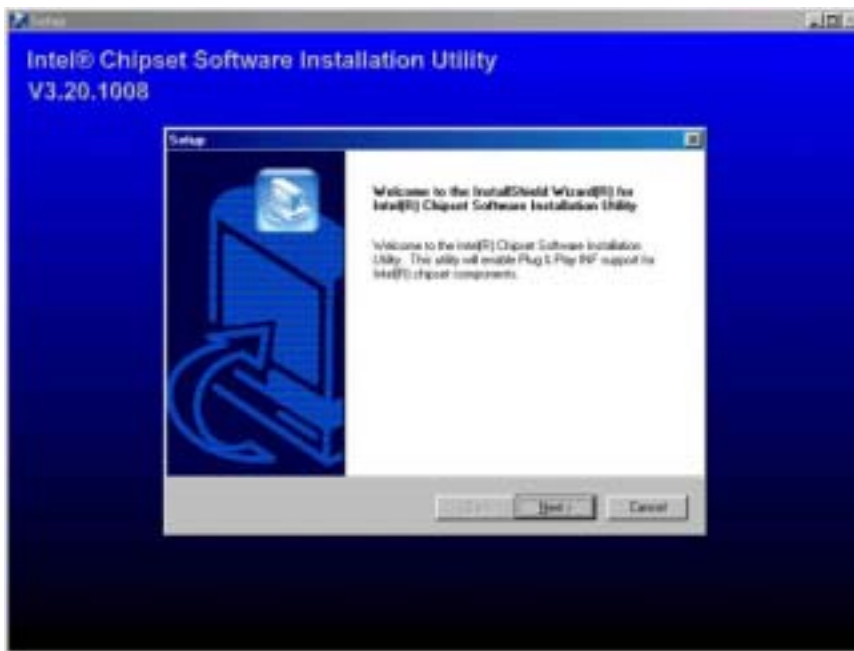 Setup
Intel® Chipset Software Installation Utility
V3.20.1008
Setup
Welcome to the InstallShield Wizard(R) for
Intel(R) Chipset Software Installation Utility
Welcome to the Intel(R) Chipset Software Installation
Utility. This utility will enable Plug & Play INF support for
Intel(R) chipset components.
Next >
Cancel